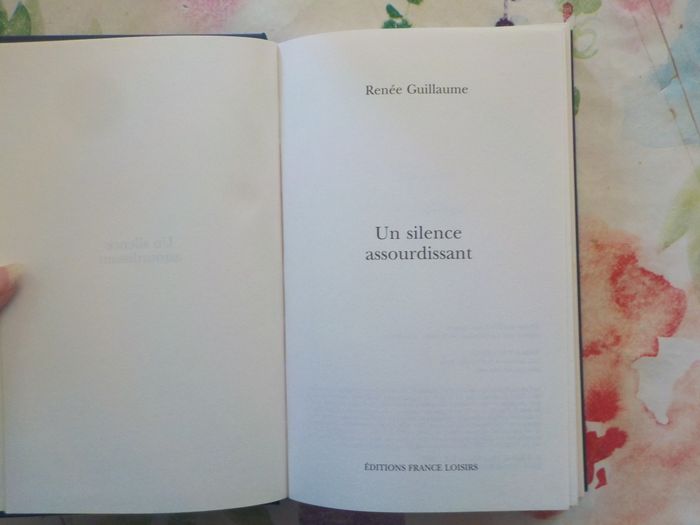 Renée Guillaume
Un silence
assourdissant
ÉDITIONS FRANCE LOISIRS